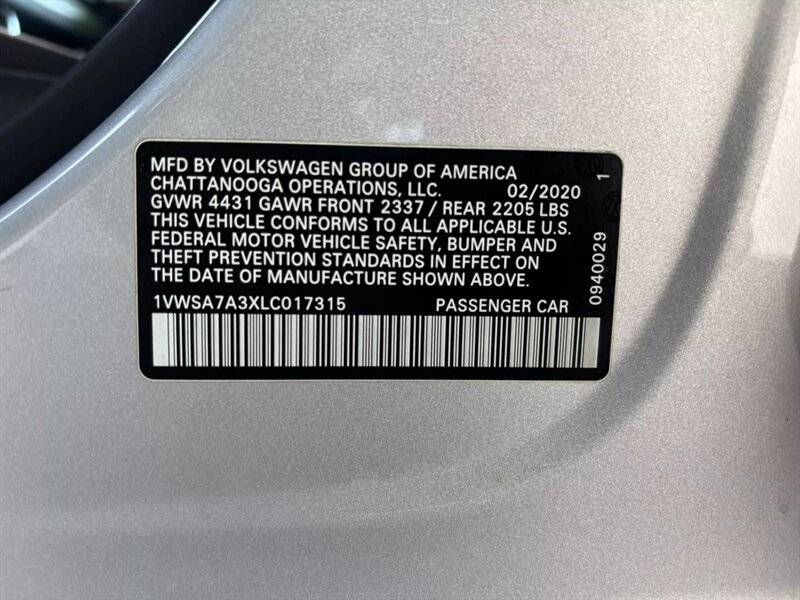 MFD BY VOLKSWAGEN GROUP OF AMERICA
CHATTANOOGA OPERATIONS, LLC. 02/2020
GVWR 4431 GAWR FRONT 2337 / REAR 2205 LBS
THIS VEHICLE CONFORMS TO ALL APPLICABLE U.S.
FEDERAL MOTOR VEHICLE SAFETY, BUMPER AND
THEFT PREVENTION STANDARDS IN EFFECT ON
THE DATE OF MANUFACTURE SHOWN ABOVE.
1VWSA7A3XLC017315 PASSENGER CAR
0940029 1